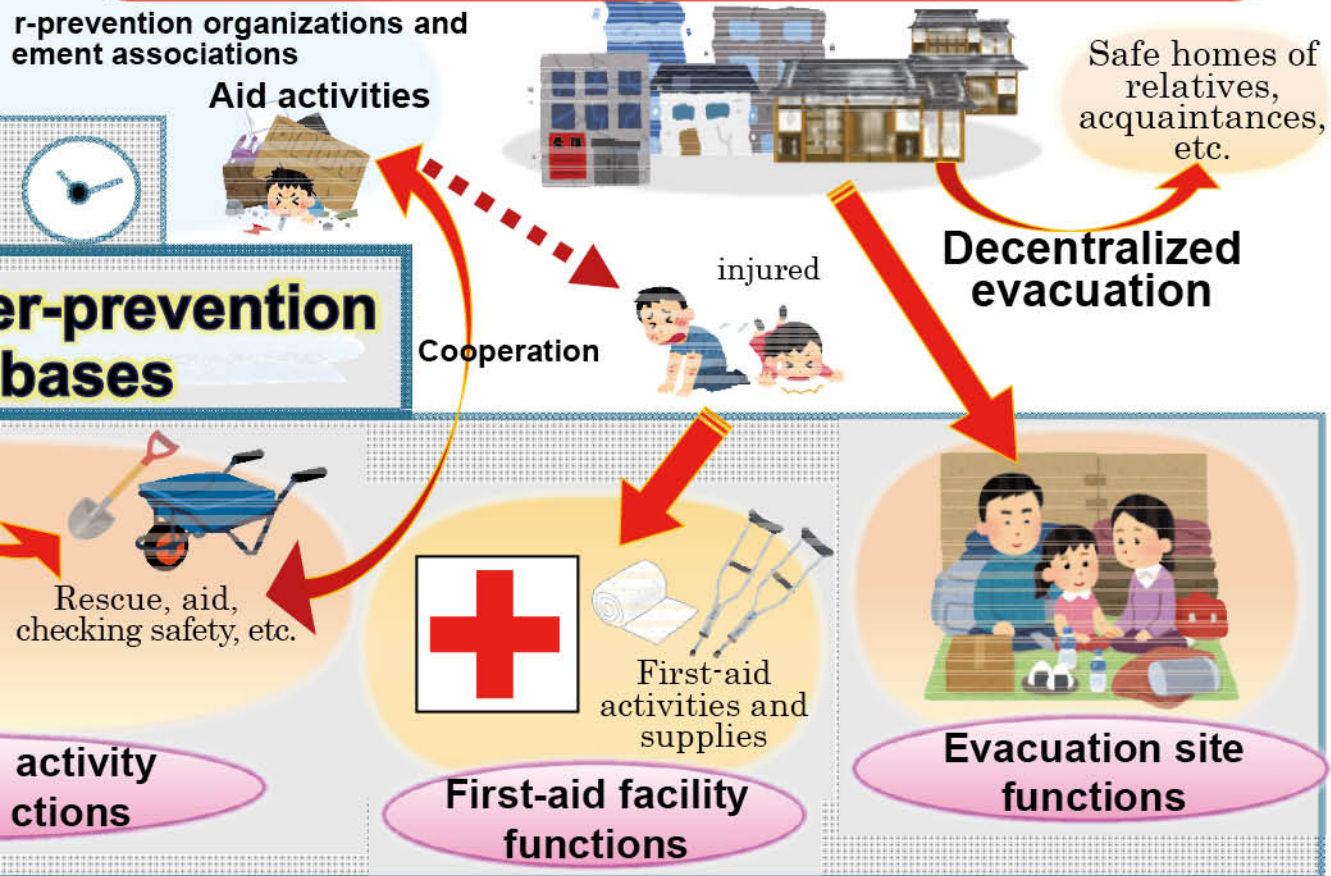 r-prevention organizations and
ement associations
Aid activities
Safe homes of
relatives,
acquaintances,
etc.
Decentralized
evacuation
injured
er-prevention
bases
Cooperation
Rescue, aid,
checking safety, etc.
First-aid
activities and
supplies
activity
ctions
First-aid facility
functions
Evacuation site
functions